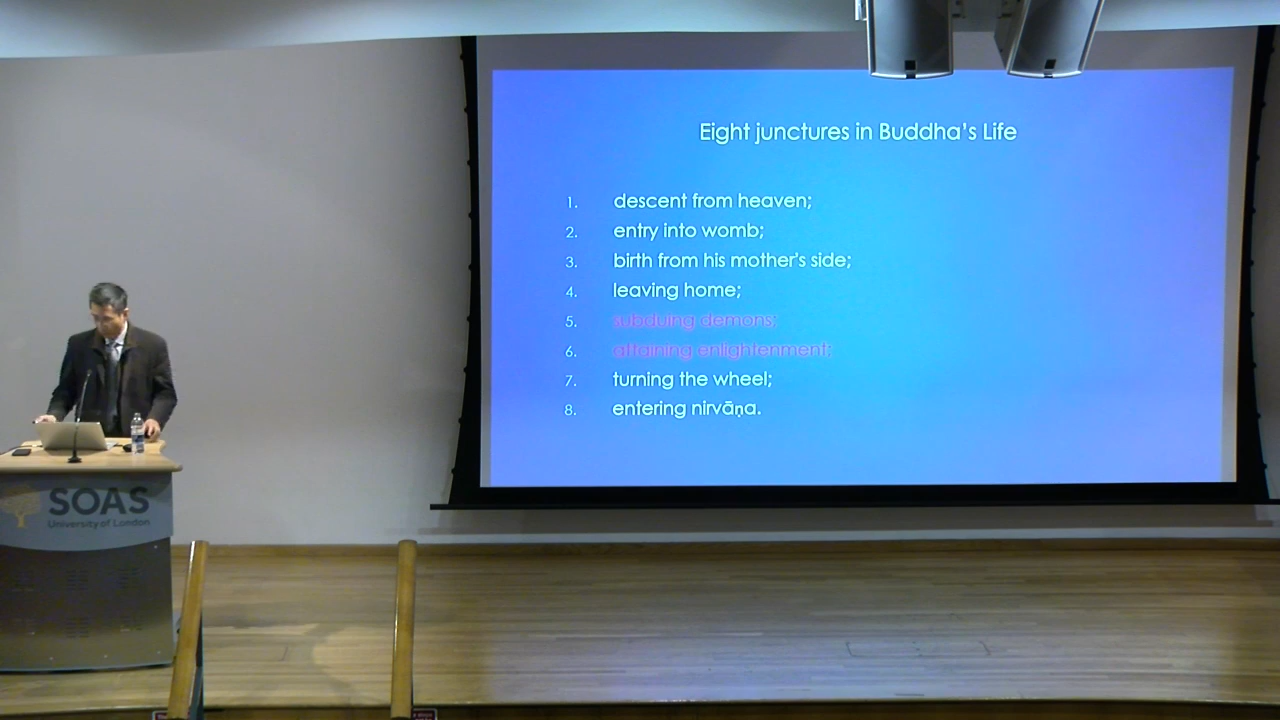 Eight junctures in Buddha's Life
1. descent from heaven;
2. entry into womb;
3. birth from his mother's side;
4. leaving home;
5. subduing demons;
6. attaining enlightenment;
7. turning the wheel;
8. entering nirvāṇa.
SOAS
University of London